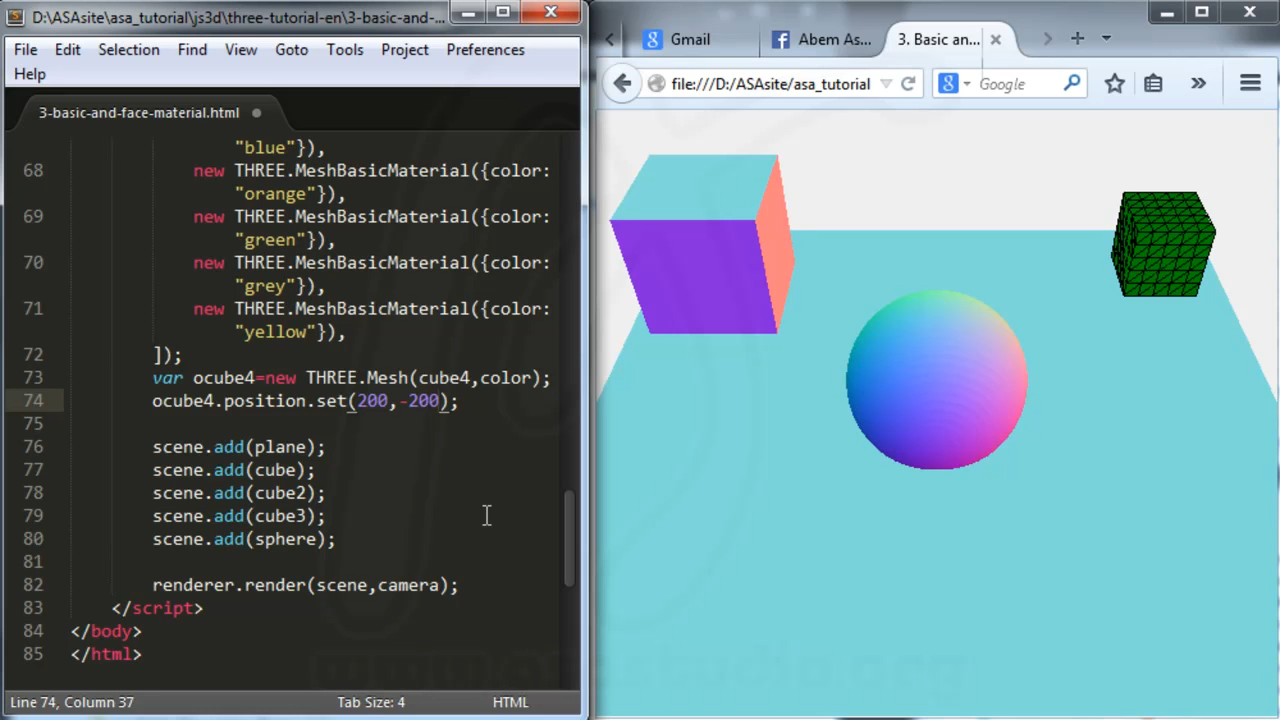 D:\ASAsite\asa_tutorial\js3d\three-tutorial-en\3-basic-and-...
File Edit Selection Find View Goto Tools Project Preferences
Help
3-basic-and-face-material.html
"blue"}),
68 new THREE.MeshBasicMaterial({color:
"orange"}),
69 new THREE.MeshBasicMaterial({color:
"green"}),
70 new THREE.MeshBasicMaterial({color:
"grey"}),
71 new THREE.MeshBasicMaterial({color:
"yellow"}),
72 ]);
73 var ocube4=new THREE.Mesh(cube4,color);
74 ocube4.position.set(200,-200);
75
76 scene.add(plane);
77 scene.add(cube);
78 scene.add(cube2);
79 scene.add(cube3);
80 scene.add(sphere);
81
82 renderer.render(scene,camera);
83 </script>
84 </body>
85 </html>
Line 74, Column 37 Tab Size: 4 HTML
Gmail Abem As... 3. Basic an...
file:///D:/ASAsite/asa_tutorial Google